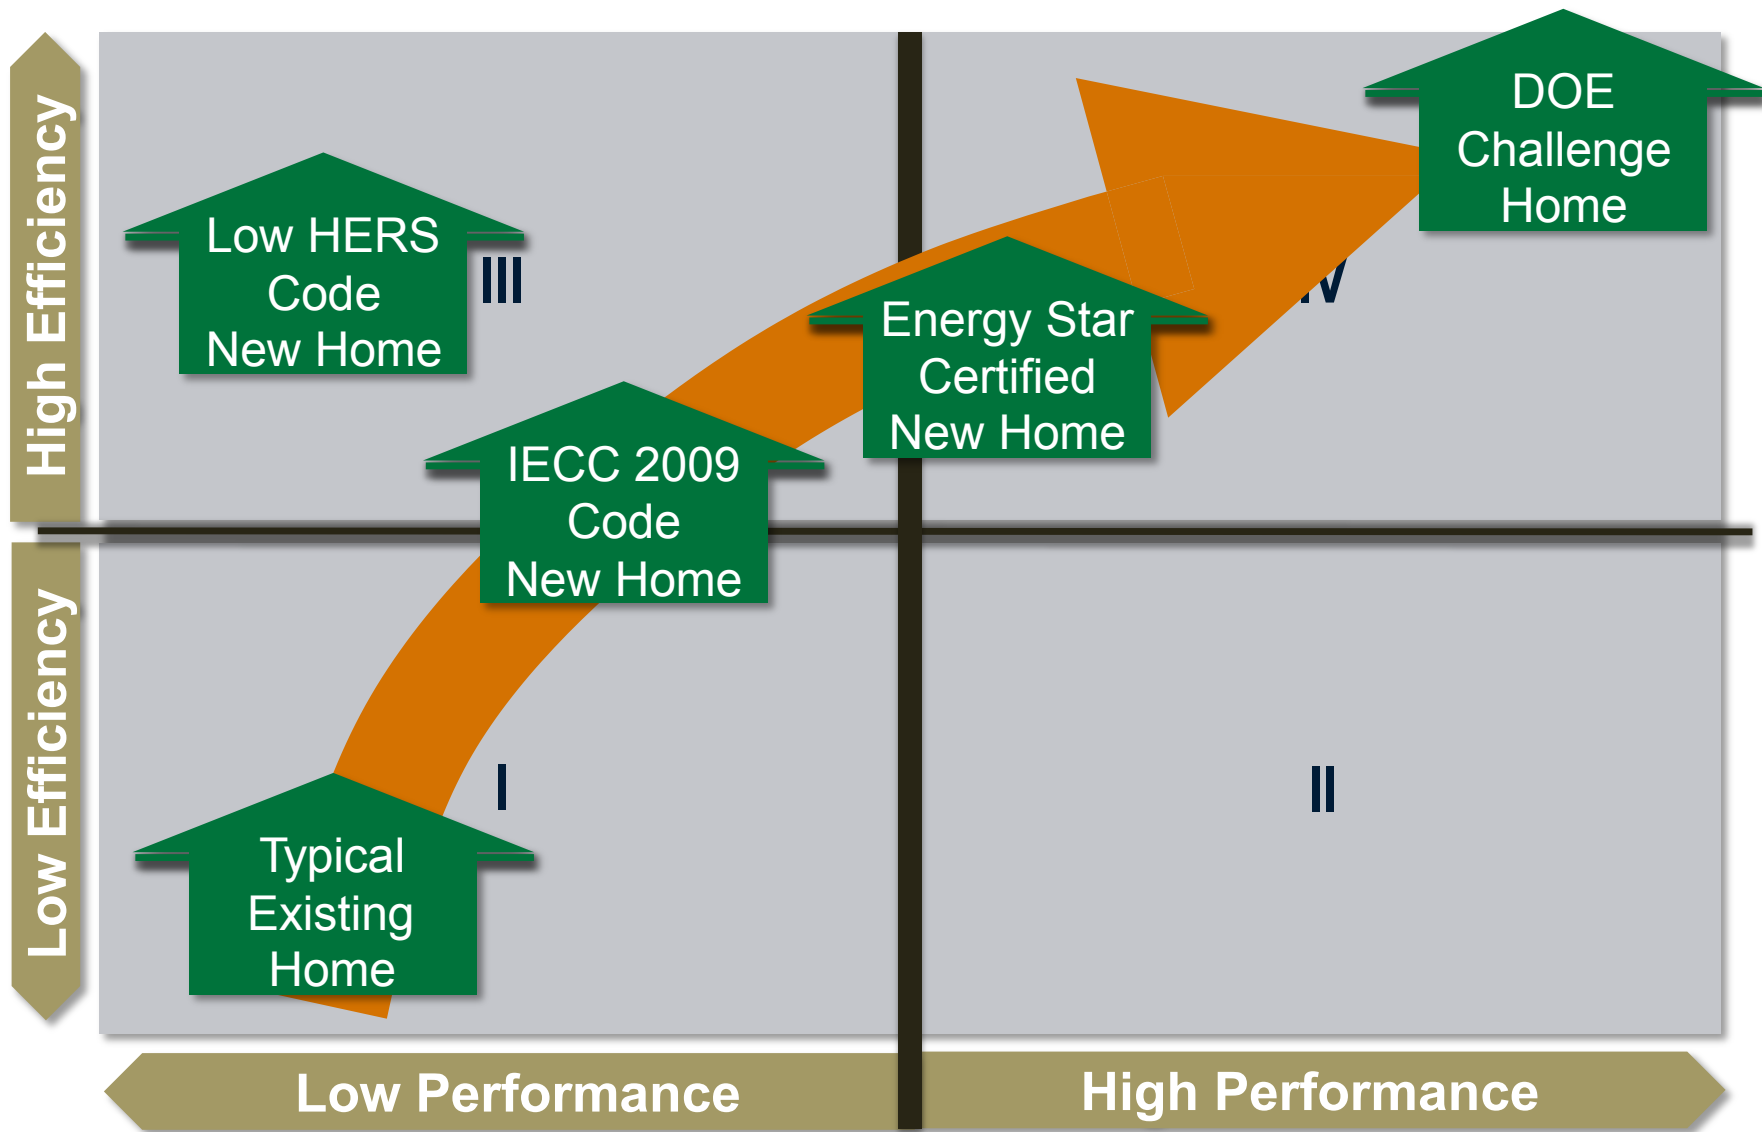 High Efficiency
Low HERS
Code
New Home
III
DOE
Challenge
Home
IV
Energy Star
Certified
New Home
IECC 2009
Code
New Home
Low Efficiency
I
II
Typical
Existing
Home
Low Performance
High Performance